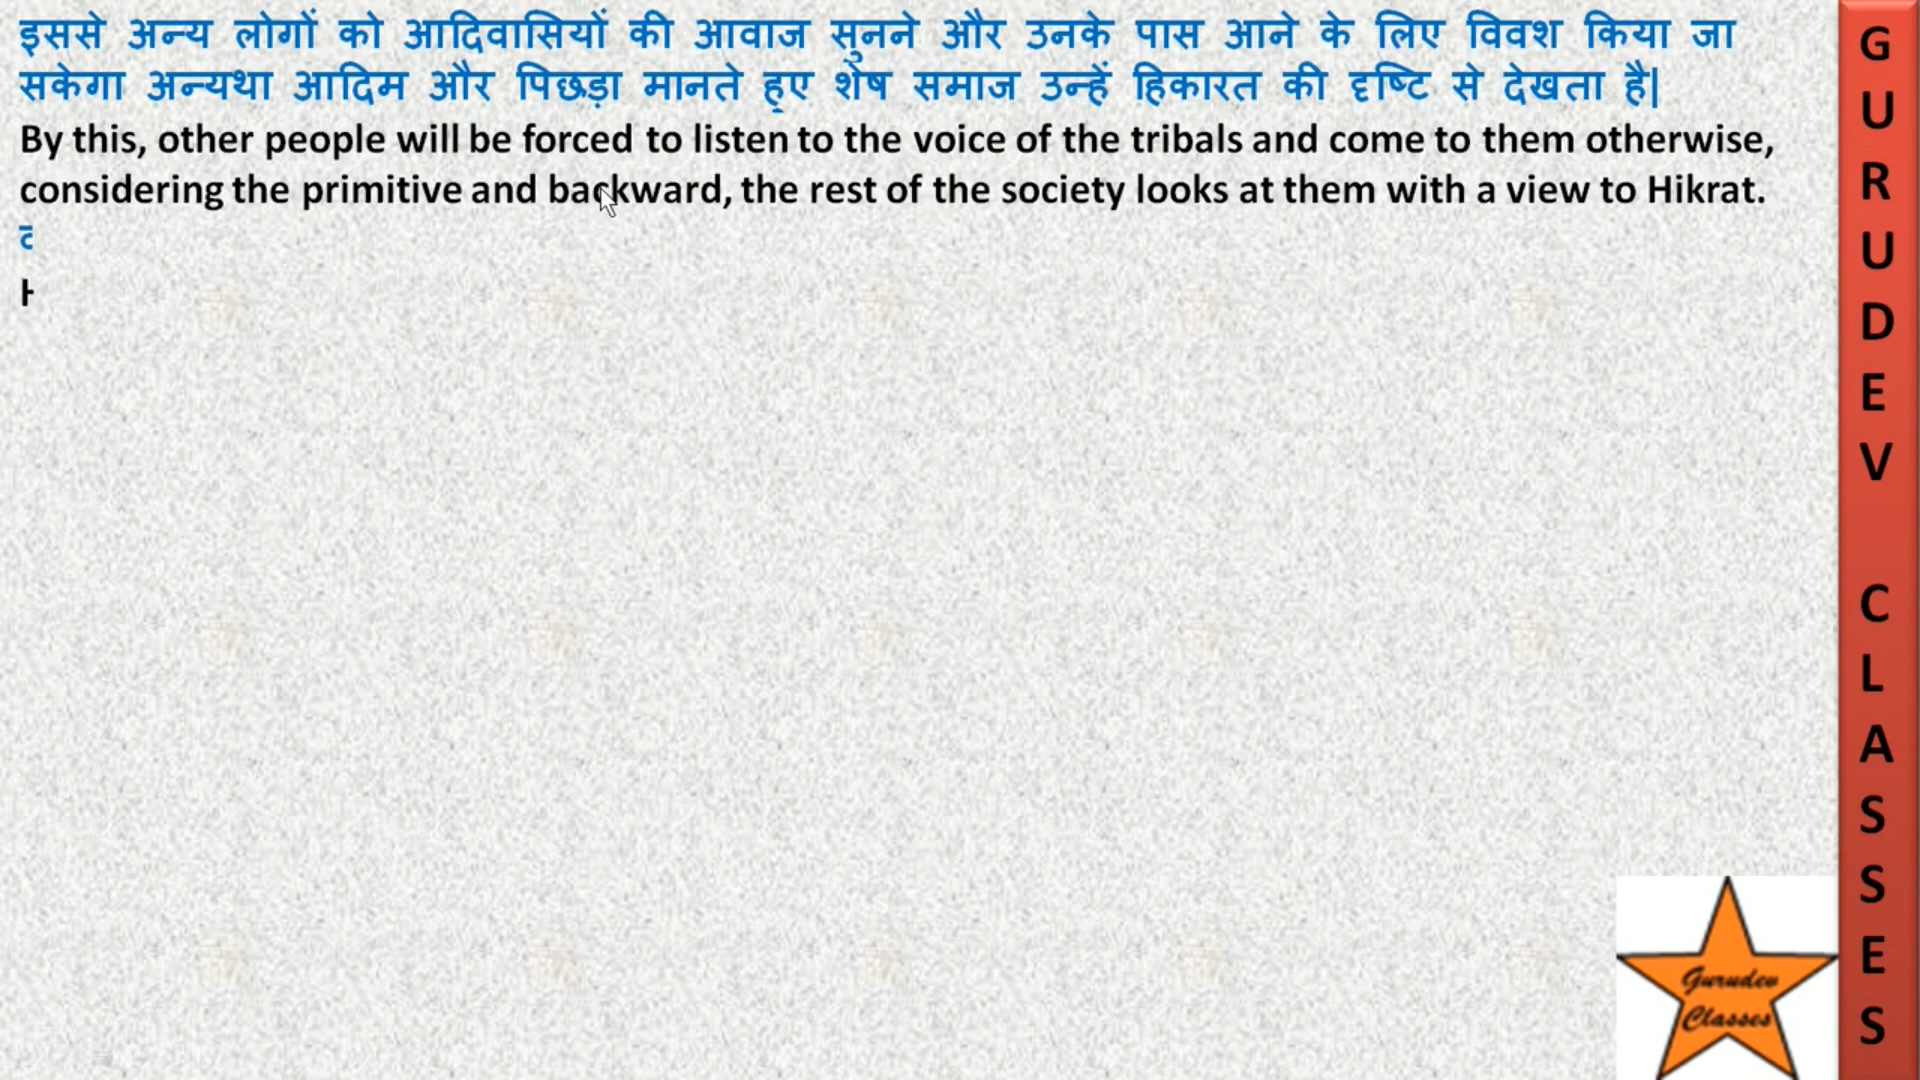 इससे अन्य लोगों को आदिवासियों की आवाज सुनने और उनके पास आने के लिए विवश किया जा
सकेगा अन्यथा आदिम और पिछड़ा मानते हुए शेष समाज उन्हें हिकारत की दृष्टि से देखता है|
By this, other people will be forced to listen to the voice of the tribals and come to them otherwise,
considering the primitive and backward, the rest of the society looks at them with a view to Hikrat.
GURUDEV CLASSES
Gurudev
Classes